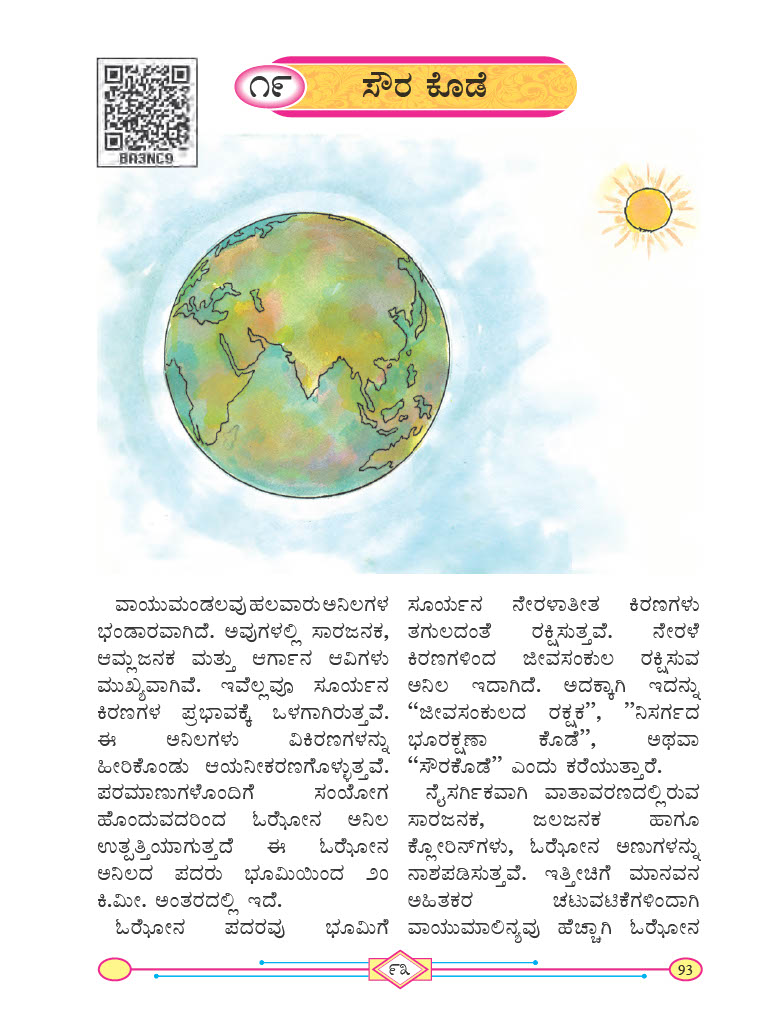 ೧೯
ಸೌರ ಕೊಡೆ
BA3NC9
ವಾಯುಮಂಡಲವು ಹಲವಾರು ಅನಿಲಗಳ
ಭಂಡಾರವಾಗಿದೆ. ಅವುಗಳಲ್ಲಿ ಸಾರಜನಕ,
ಆಮ್ಲಜನಕ ಮತ್ತು ಆರ್ಗಾನ ಆವಿಗಳು
ಮುಖ್ಯವಾಗಿವೆ. ಇವೆಲ್ಲವೂ ಸೂರ್ಯನ
ಕಿರಣಗಳ ಪ್ರಭಾವಕ್ಕೆ ಒಳಗಾಗಿರುತ್ತವೆ.
ಈ ಅನಿಲಗಳು ವಿಕಿರಣಗಳನ್ನು
ಹೀರಿಕೊಂಡು ಆಯನೀಕರಣಗೊಳ್ಳುತ್ತವೆ.
ಪರಮಾಣುಗಳೊಂದಿಗೆ ಸಂಯೋಗ
ಹೊಂದುವದರಿಂದ ಓಝೋನ ಅನಿಲ
ಉತ್ಪತ್ತಿಯಾಗುತ್ತದೆ ಈ ಓಝೋನ
ಅನಿಲದ ಪದರು ಭೂಮಿಯಿಂದ ೨೦
ಕಿ.ಮೀ. ಅಂತರದಲ್ಲಿ ಇದೆ.
ಓಝೋನ ಪದರವು ಭೂಮಿಗೆ
ಸೂರ್ಯನ ನೇರಳಾತೀತ ಕಿರಣಗಳು
ತಗುಲದಂತೆ ರಕ್ಷಿಸುತ್ತವೆ. ನೇರಳೆ
ಕಿರಣಗಳಿಂದ ಜೀವಸಂಕುಲ ರಕ್ಷಿಸುವ
ಅನಿಲ ಇದಾಗಿದೆ. ಅದಕ್ಕಾಗಿ ಇದನ್ನು
“ಜೀವಸಂಕುಲದ ರಕ್ಷಕ”, ”ನಿಸರ್ಗದ
ಭೂರಕ್ಷಣಾ ಕೊಡೆ”, ಅಥವಾ
“ಸೌರಕೊಡೆ” ಎಂದು ಕರೆಯುತ್ತಾರೆ.
ನೈಸರ್ಗಿಕವಾಗಿ ವಾತಾವರಣದಲ್ಲಿರುವ
ಸಾರಜನಕ, ಜಲಜನಕ ಹಾಗೂ
ಕ್ಲೋರಿನ್‌ಗಳು, ಓಝೋನ ಅಣುಗಳನ್ನು
ನಾಶಪಡಿಸುತ್ತವೆ. ಇತ್ತೀಚಿಗೆ ಮಾನವನ
ಅಹಿತಕರ ಚಟುವಟಿಕೆಗಳಿಂದಾಗಿ
ವಾಯುಮಾಲಿನ್ಯವು ಹೆಚ್ಚಾಗಿ ಓಝೋನ
೯೩
93